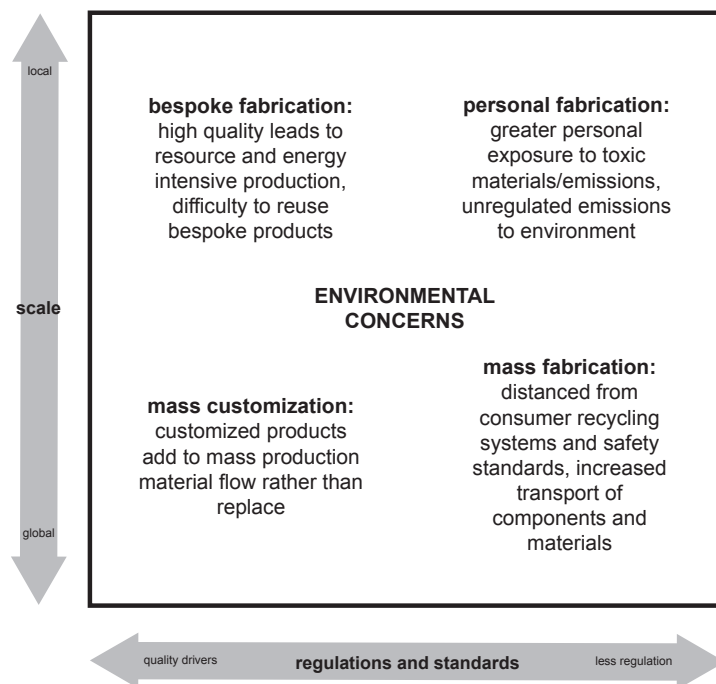 local
bespoke fabrication:
high quality leads to
resource and energy
intensive production,
difficulty to reuse
bespoke products
personal fabrication:
greater personal
exposure to toxic
materials/emissions,
unregulated emissions
to environment
scale
ENVIRONMENTAL
CONCERNS
mass customization:
customized products
add to mass production
material flow rather than
replace
mass fabrication:
distanced from
consumer recycling
systems and safety
standards, increased
transport of
components and
materials
global
quality drivers
regulations and standards
less regulation